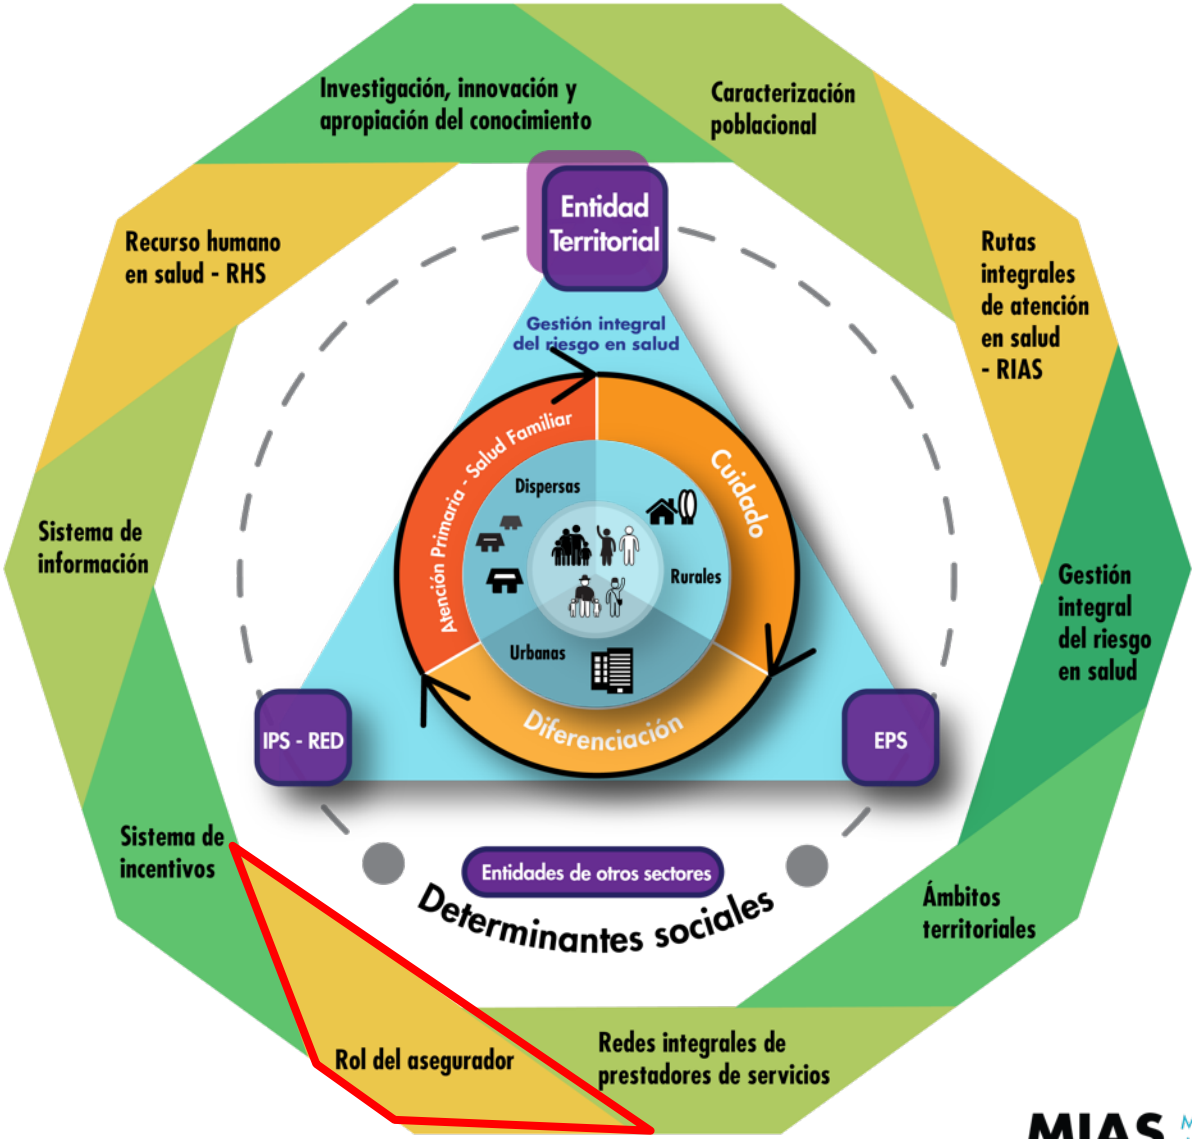 Investigación, innovación y
apropiación del conocimiento
Caracterización
poblacional
Recurso humano
en salud - RHS
Entidad
Territorial
Rutas
integrales
de atención
en salud
- RIAS
Gestión integral
del riesgo en salud
Atención Primaria - Salud Familiar
Cuidado
Dispersas
Rurales
Urbanas
Diferenciación
Sistema de
información
Gestión
integral
del riesgo
en salud
IPS - RED
EPS
Sistema de
incentivos
Entidades de otros sectores
Determinantes sociales
Ámbitos
territoriales
Rol del asegurador
Redes integrales de
prestadores de servicios
MIAS